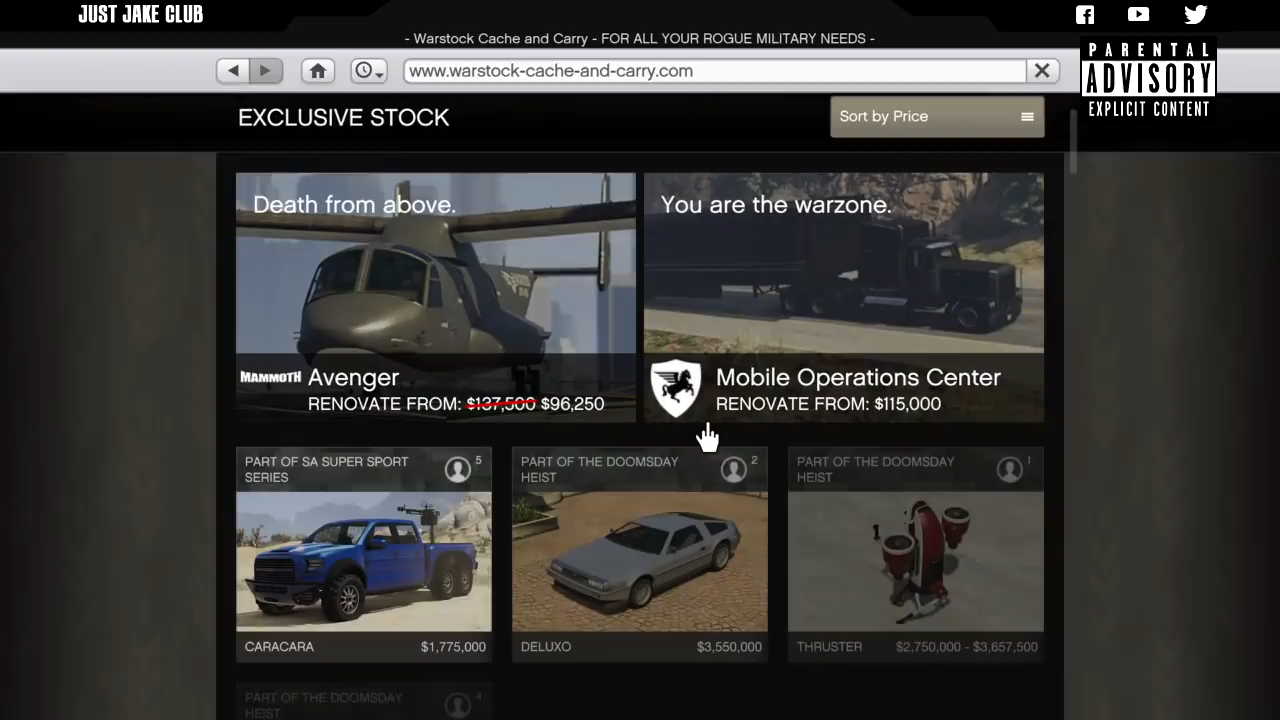 JUST JAKE CLUB
- Warstock Cache and Carry - FOR ALL YOUR ROGUE MILITARY NEEDS -
www.warstock-cache-and-carry.com
PARENTAL
ADVISORY
EXPLICIT CONTENT
EXCLUSIVE STOCK
Sort by Price
Death from above.
MAMMOTH
Avenger
RENOVATE FROM: $137,500 $96,250
You are the warzone.
Mobile Operations Center
RENOVATE FROM: $115,000
PART OF SA SUPER SPORT
SERIES
5
CARACARA
$1,775,000
PART OF THE DOOMSDAY
HEIST
2
DELUXO
$3,550,000
PART OF THE DOOMSDAY
HEIST
1
THRUSTER
$2,750,000 - $3,657,500
PART OF THE DOOMSDAY
HEIST
4